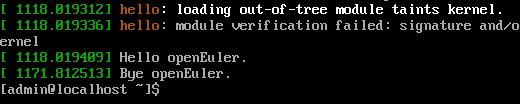 [ 1118.019312] hello: loading out-of-tree module taints kernel.
[ 1118.019336] hello: module verification failed: signature and/o
ernel
[ 1118.019409] Hello openEuler.
[ 1171.812513] Bye openEuler.
[admin@localhost ~]$